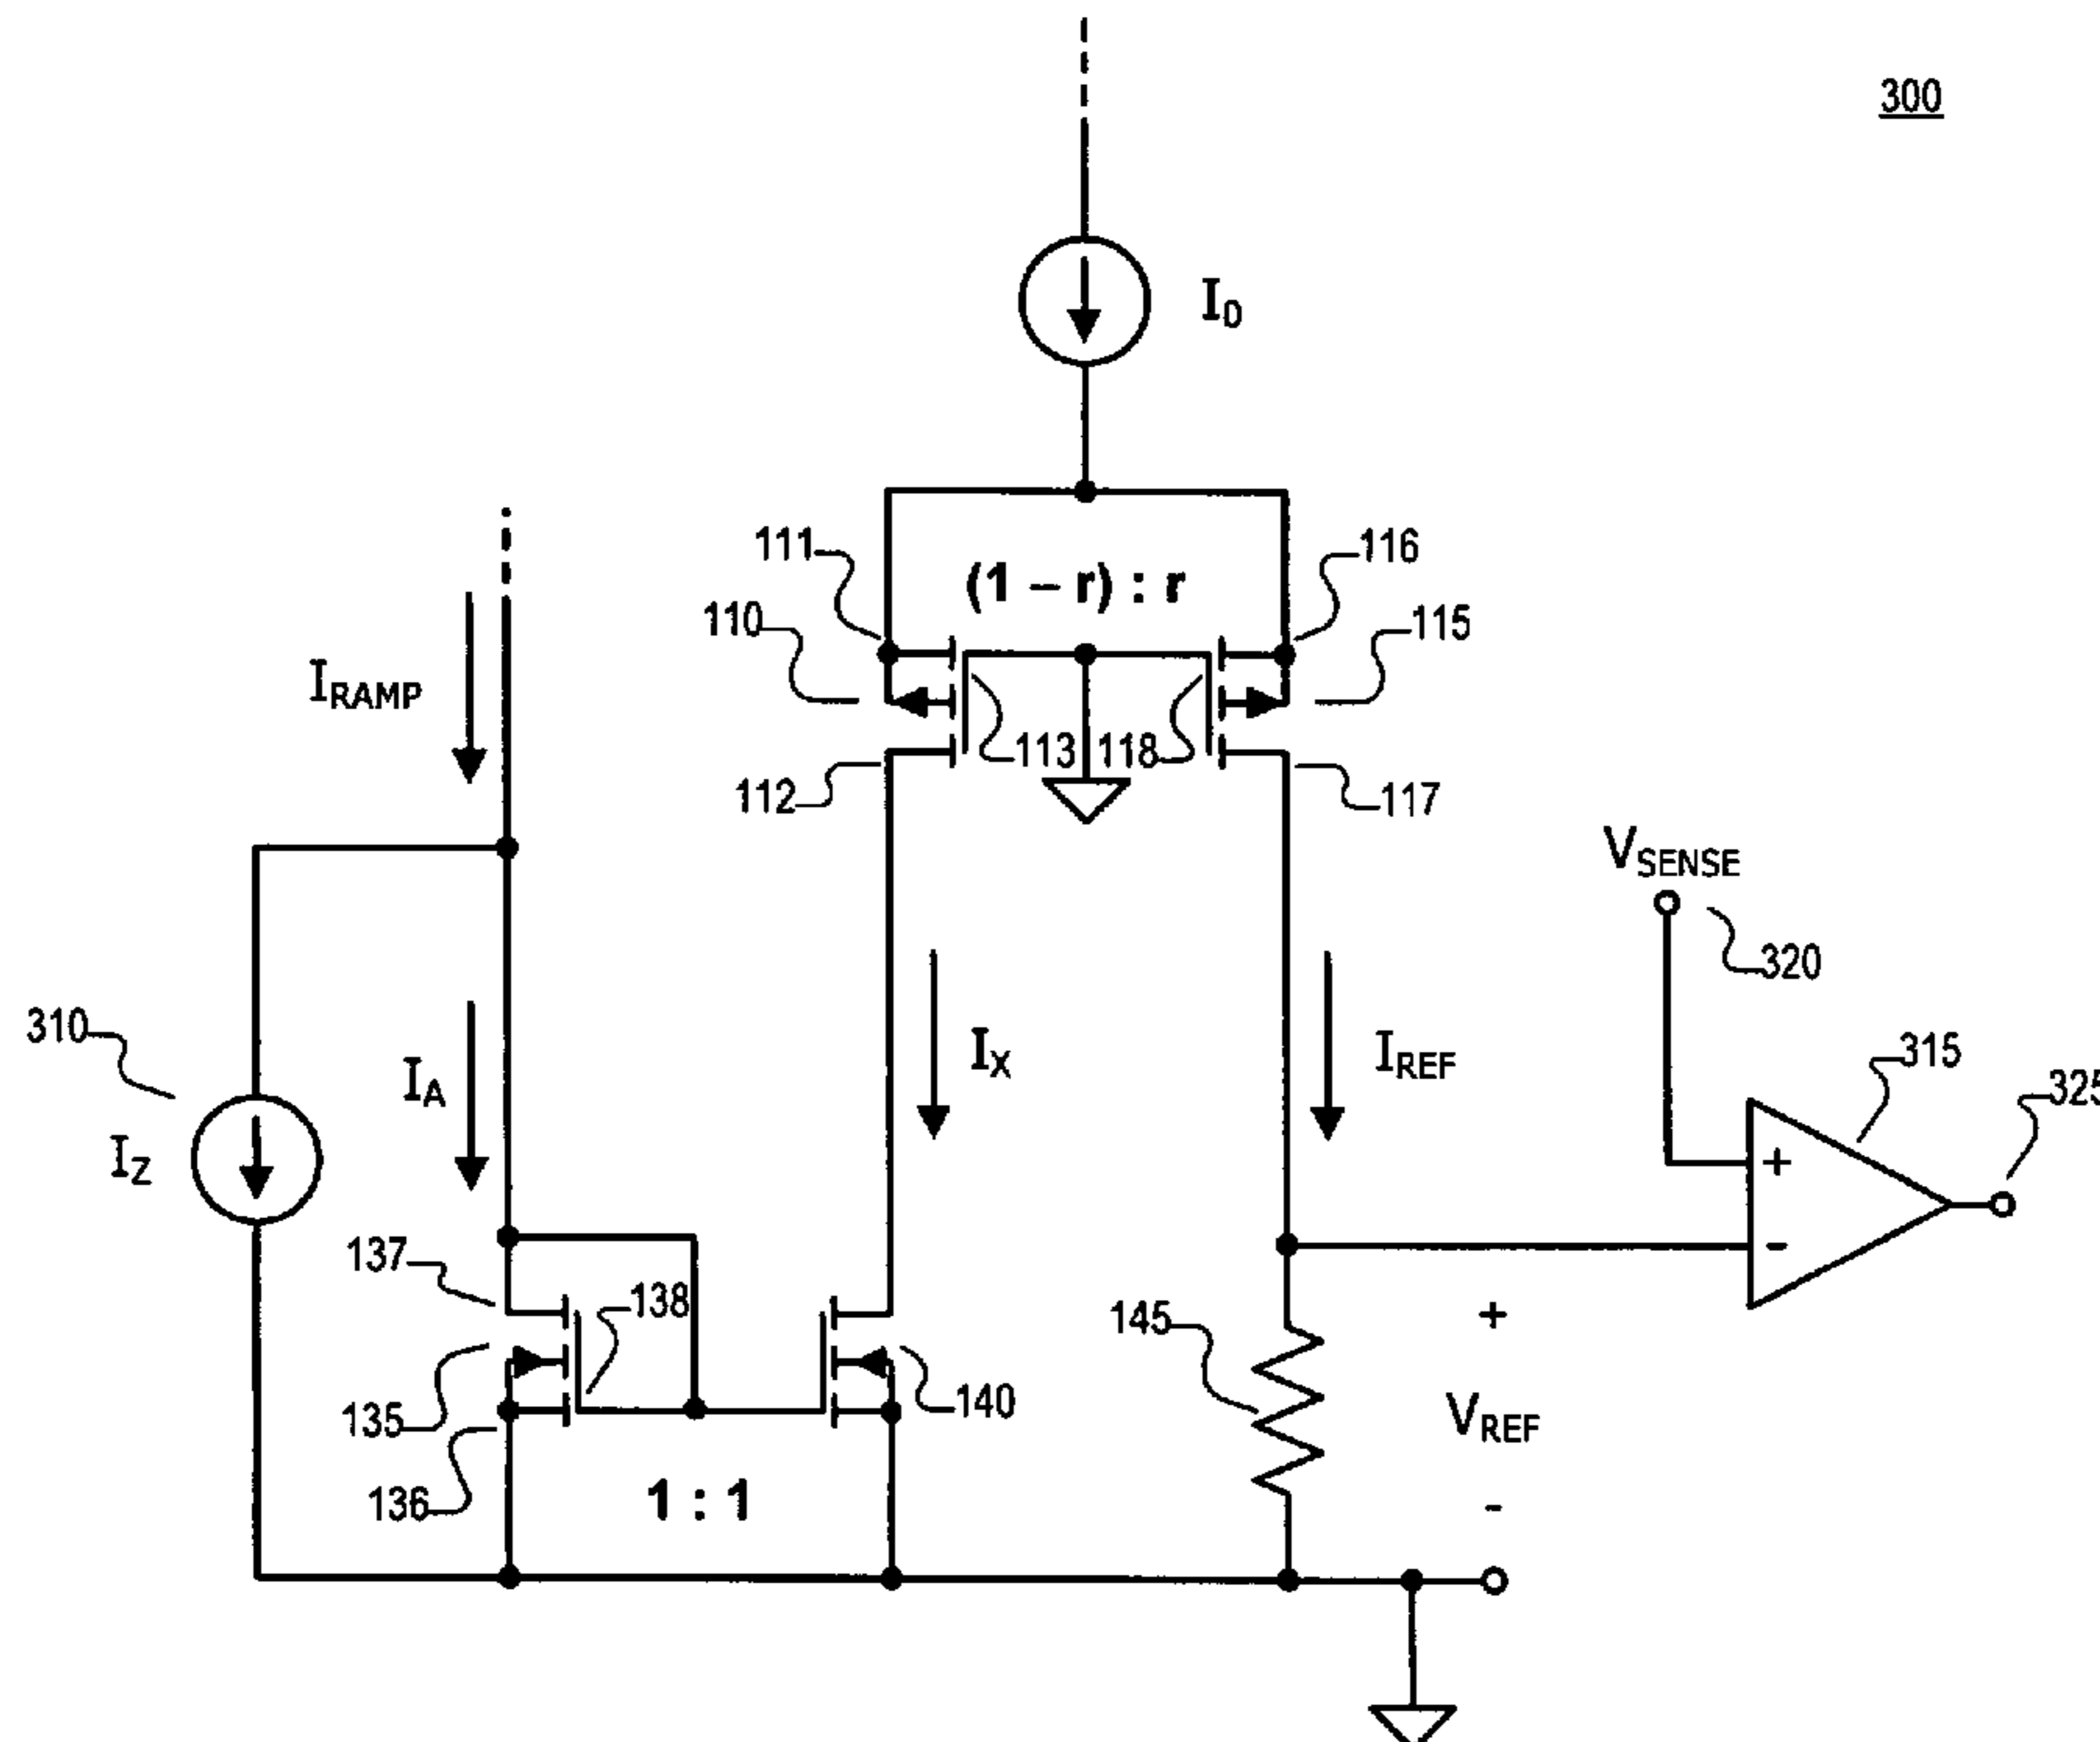 300
I0
111
(1 – r) : r
116
110
115
IRAMP
113
118
112
117
VSENSE
320
310
IA
IX
IREF
315
325
IZ
+
-
137
138
145
+
135
140
VREF
136
1 : 1
-